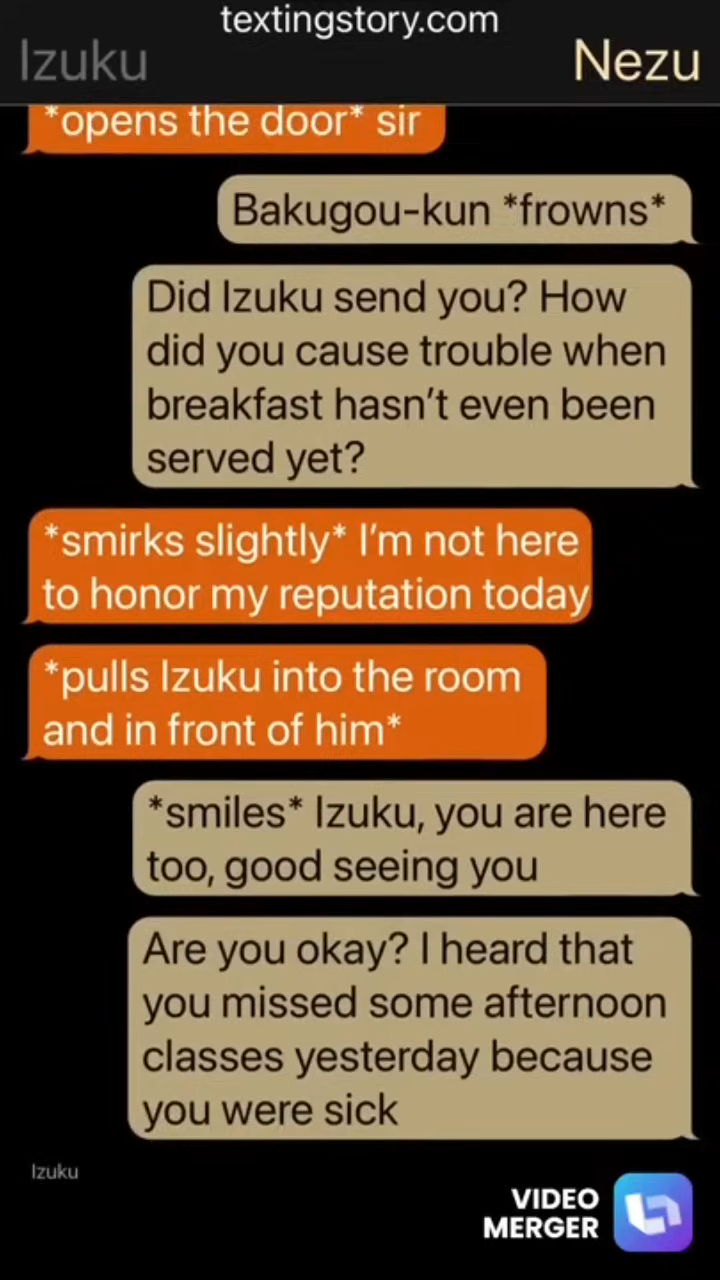 textingstory.com
Izuku
Nezu
*opens the door* sir
Bakugou-kun *frowns*
Did Izuku send you? How
did you cause trouble when
breakfast hasn't even been
served yet?
*smirks slightly* I'm not here
to honor my reputation today
*pulls Izuku into the room
and in front of him*
*smiles* Izuku, you are here
too, good seeing you
Are you okay? I heard that
you missed some afternoon
classes yesterday because
you were sick
Izuku
VIDEO
MERGER